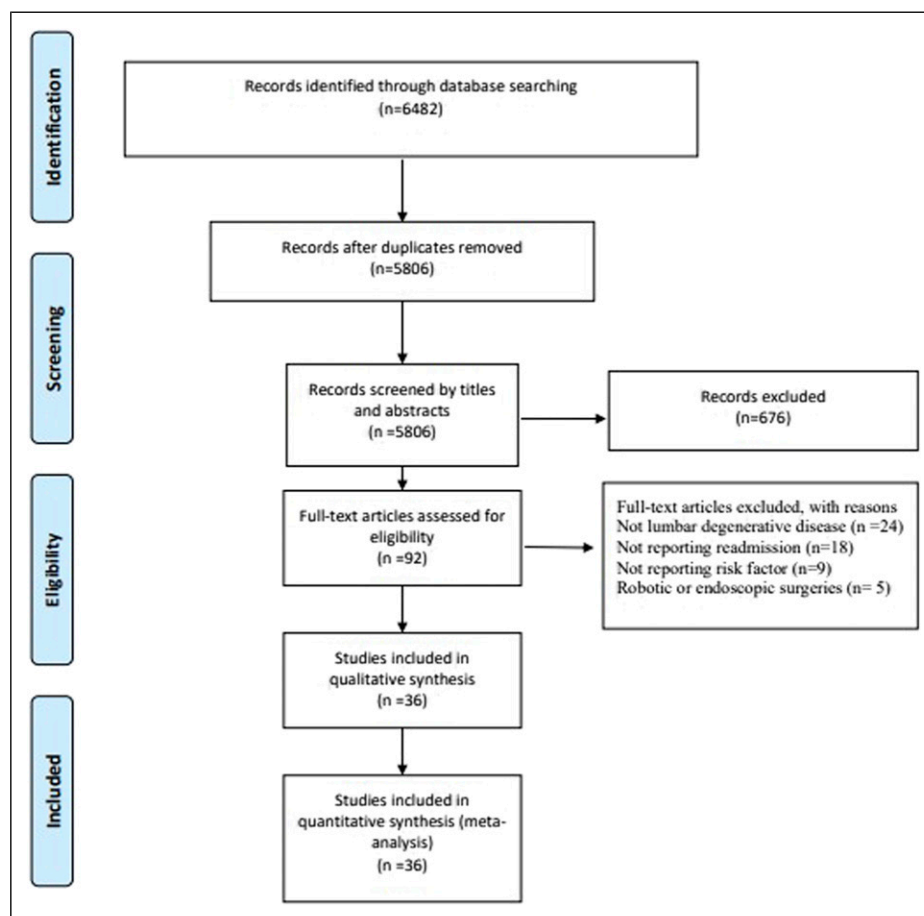 Identification
Records identified through database searching
(n=6482)
Records after duplicates removed
(n=5806)
Screening
Records screened by titles
and abstracts
(n =5806)
Records excluded
(n=676)
Eligibility
Full-text articles assessed for
eligibility
(n =92)
Full-text articles excluded, with reasons
Not lumbar degenerative disease (n =24)
Not reporting readmission (n=18)
Not reporting risk factor (n=9)
Robotic or endoscopic surgeries (n= 5)
Studies included in
qualitative synthesis
(n =36)
Included
Studies included in
quantitative synthesis (meta-
analysis)
(n =36)